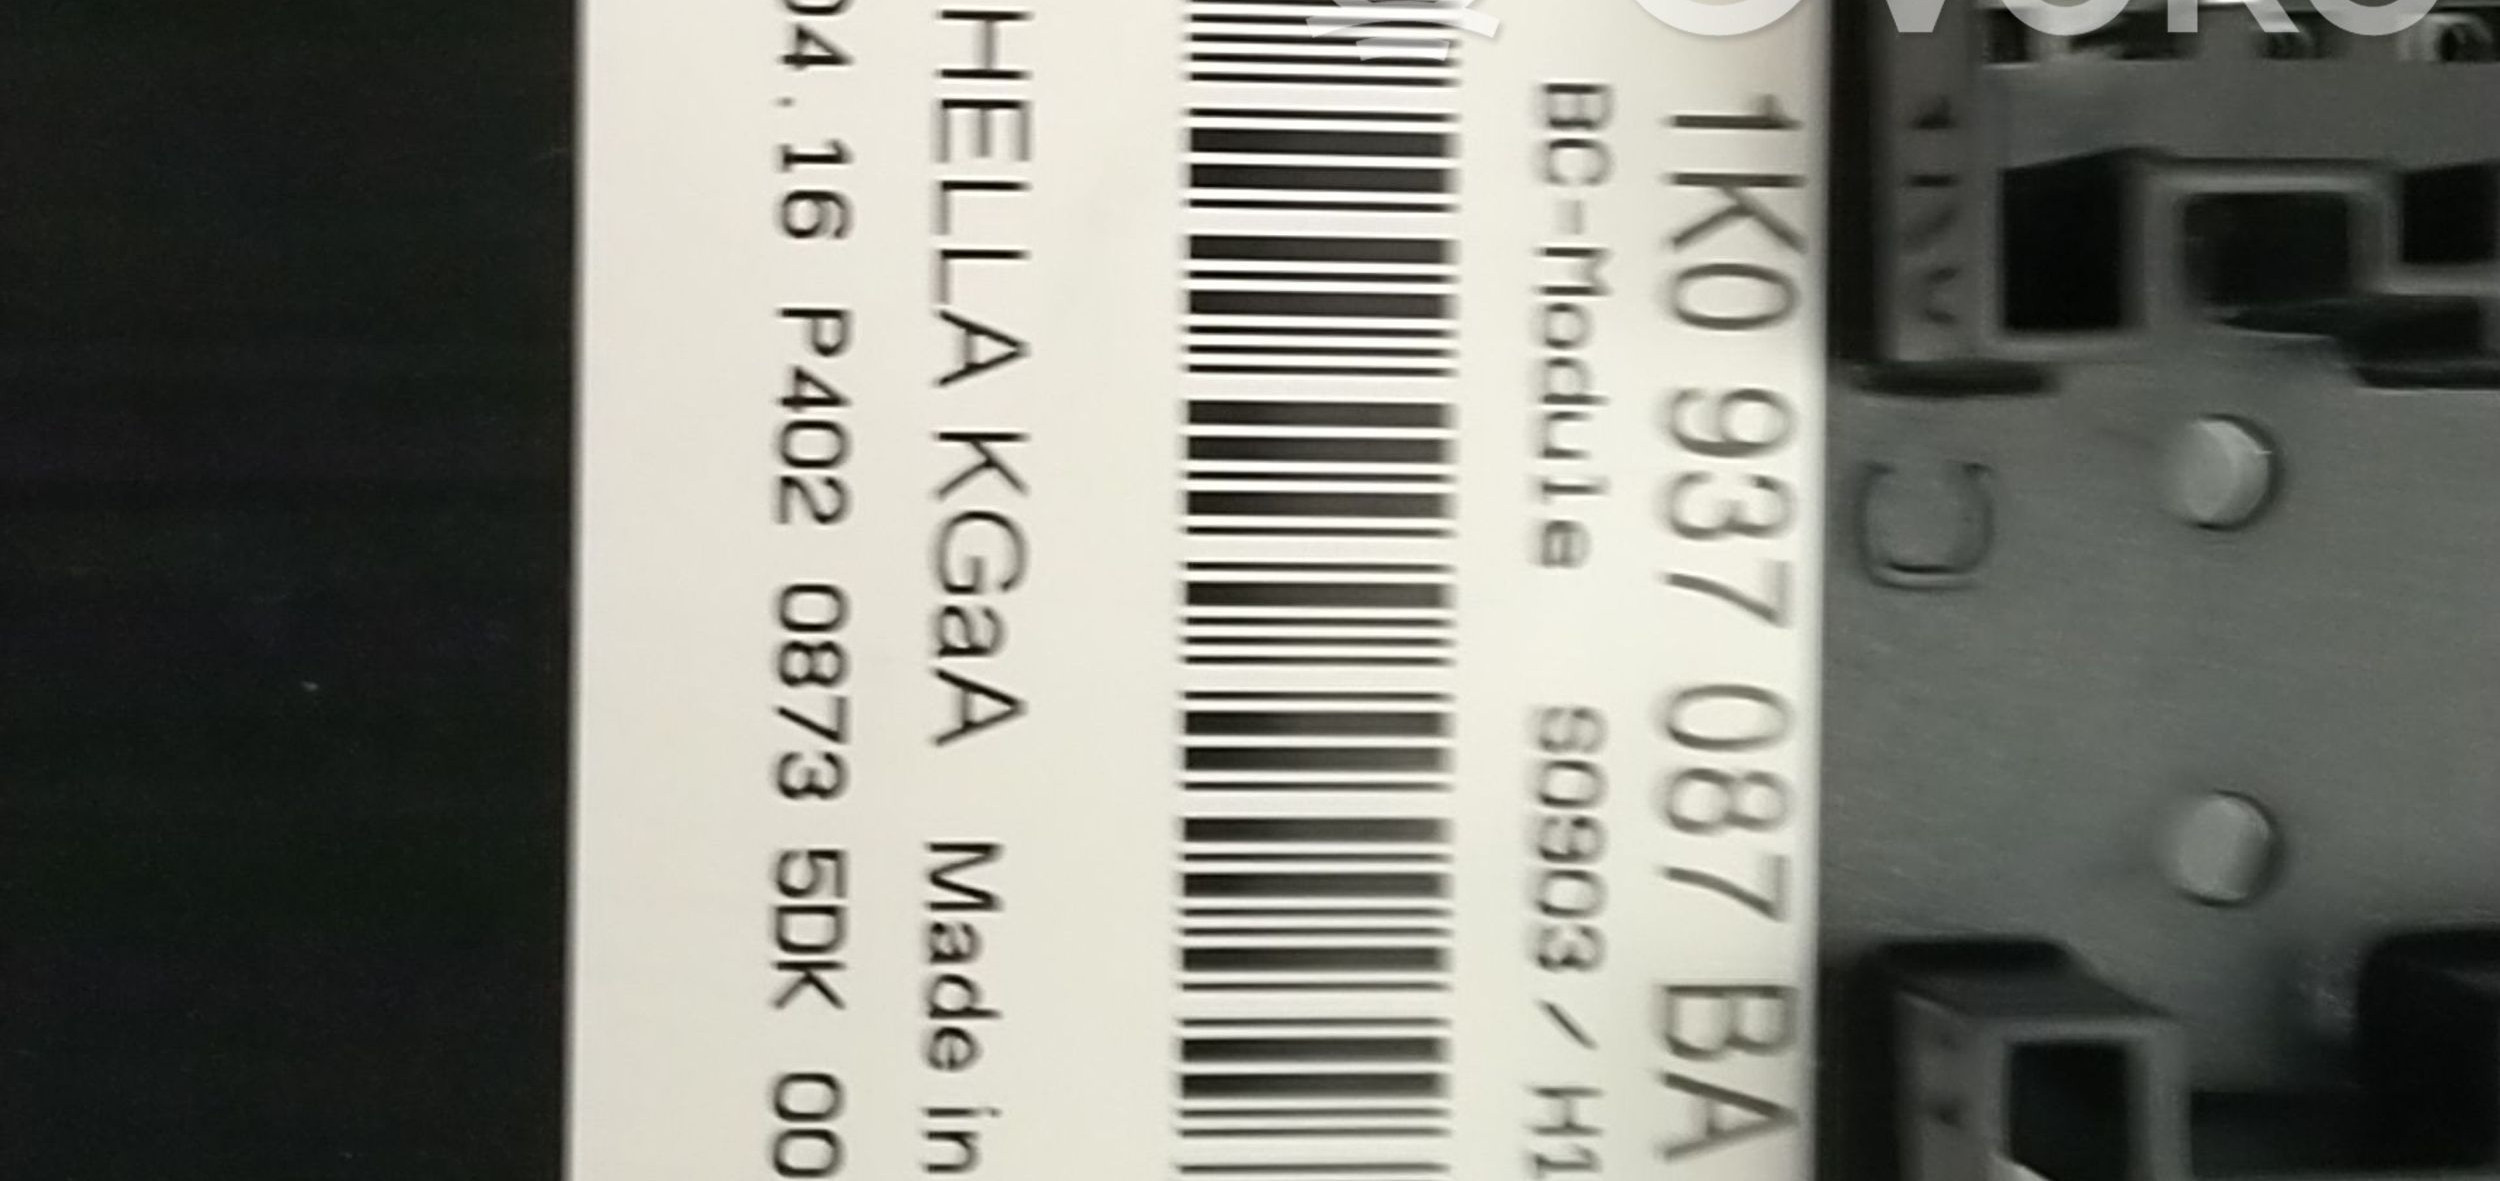 1K0 937 087 BA
BC-Module S0903 / H1
HELLA KGaA Made in
04.16 P402 0873 5DK 00